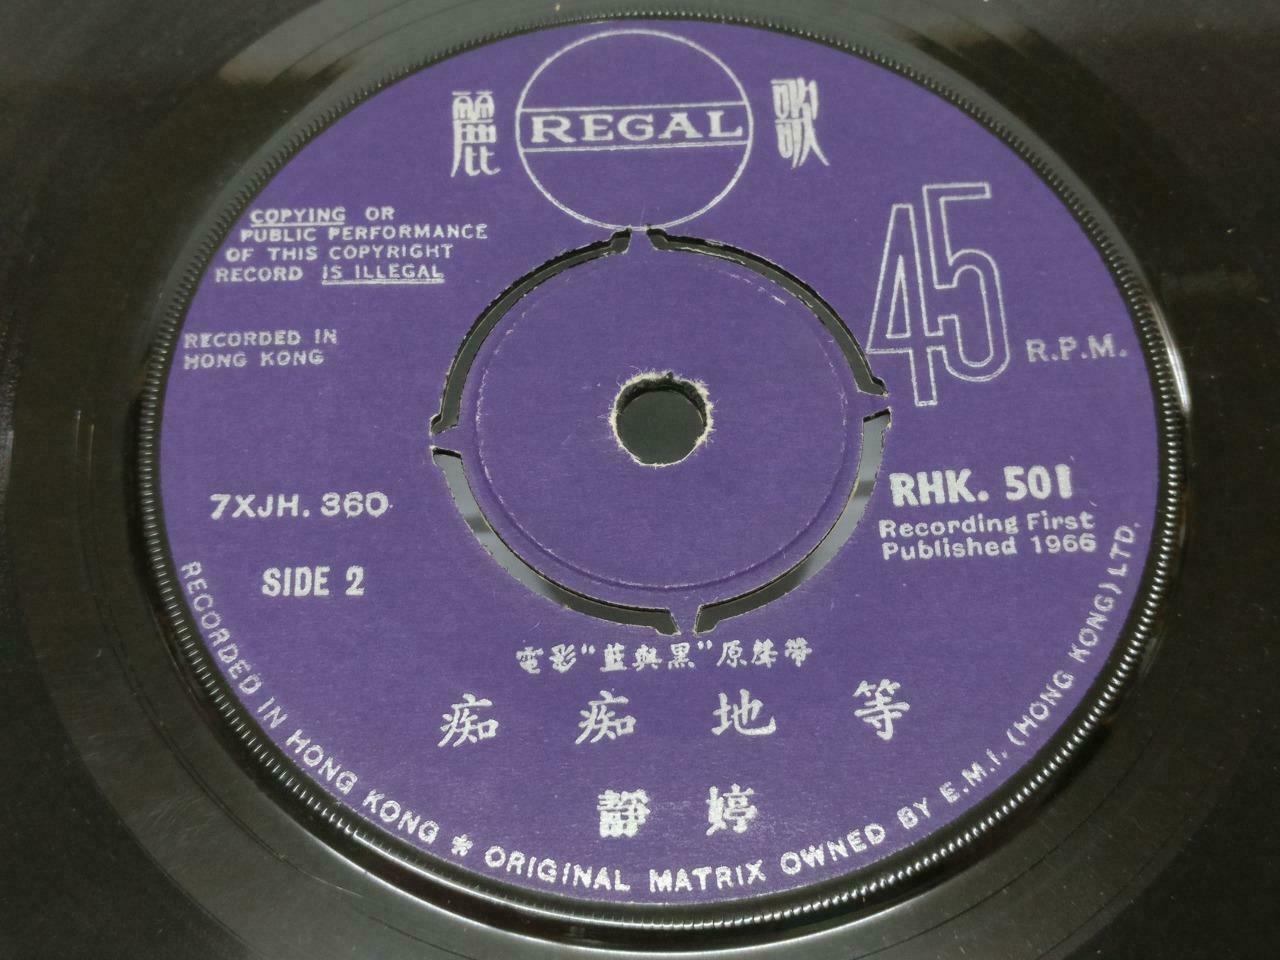 麗 REGAL 歌
COPYING OR
PUBLIC PERFORMANCE
OF THIS COPYRIGHT
RECORD IS ILLEGAL
45 R.P.M.
RECORDED IN
HONG KONG
7XJH. 360
SIDE 2
RHK. 501
Recording First
Published 1966
電影"藍與黑"原聲帶
痴痴地等
靜婷
RECORDED IN HONG KONG * ORIGINAL MATRIX OWNED BY E.M.I. (HONG KONG) LTD.